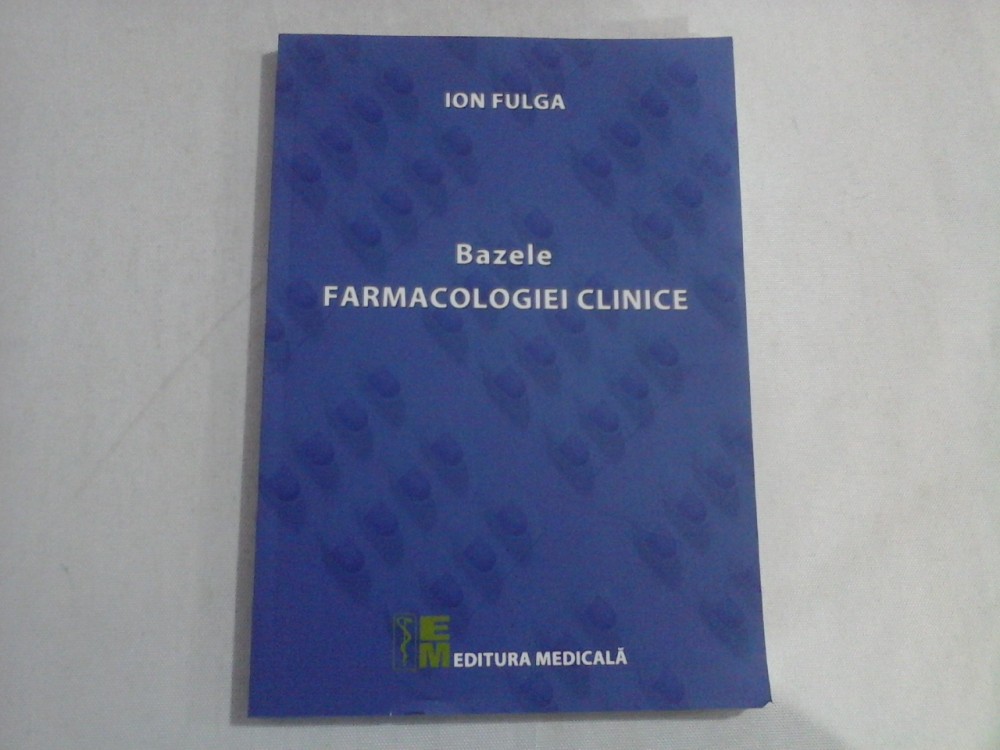 ION FULGA
Bazele
FARMACOLOGIEI CLINICE
EM EDITURA MEDICALĂ